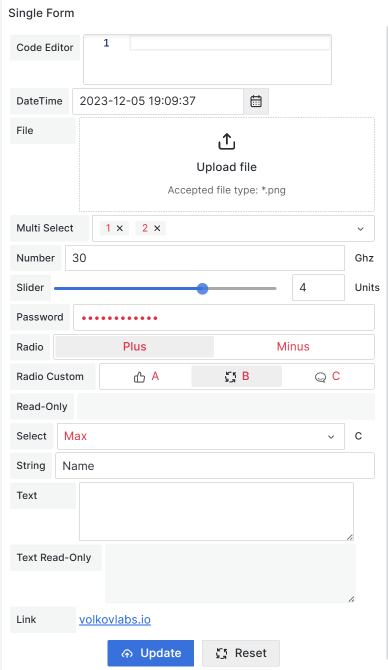 Single Form
Code Editor 1
DateTime 2023-12-05 19:09:37
File
Upload file
Accepted file type: *.png
Multi Select 1 × 2 ×
Number 30 Ghz
Slider 4 Units
Password ••••••••••••
Radio Plus Minus
Radio Custom A B C
Read-Only
Select Max C
String Name
Text
Text Read-Only
Link volkovlabs.io
Update Reset